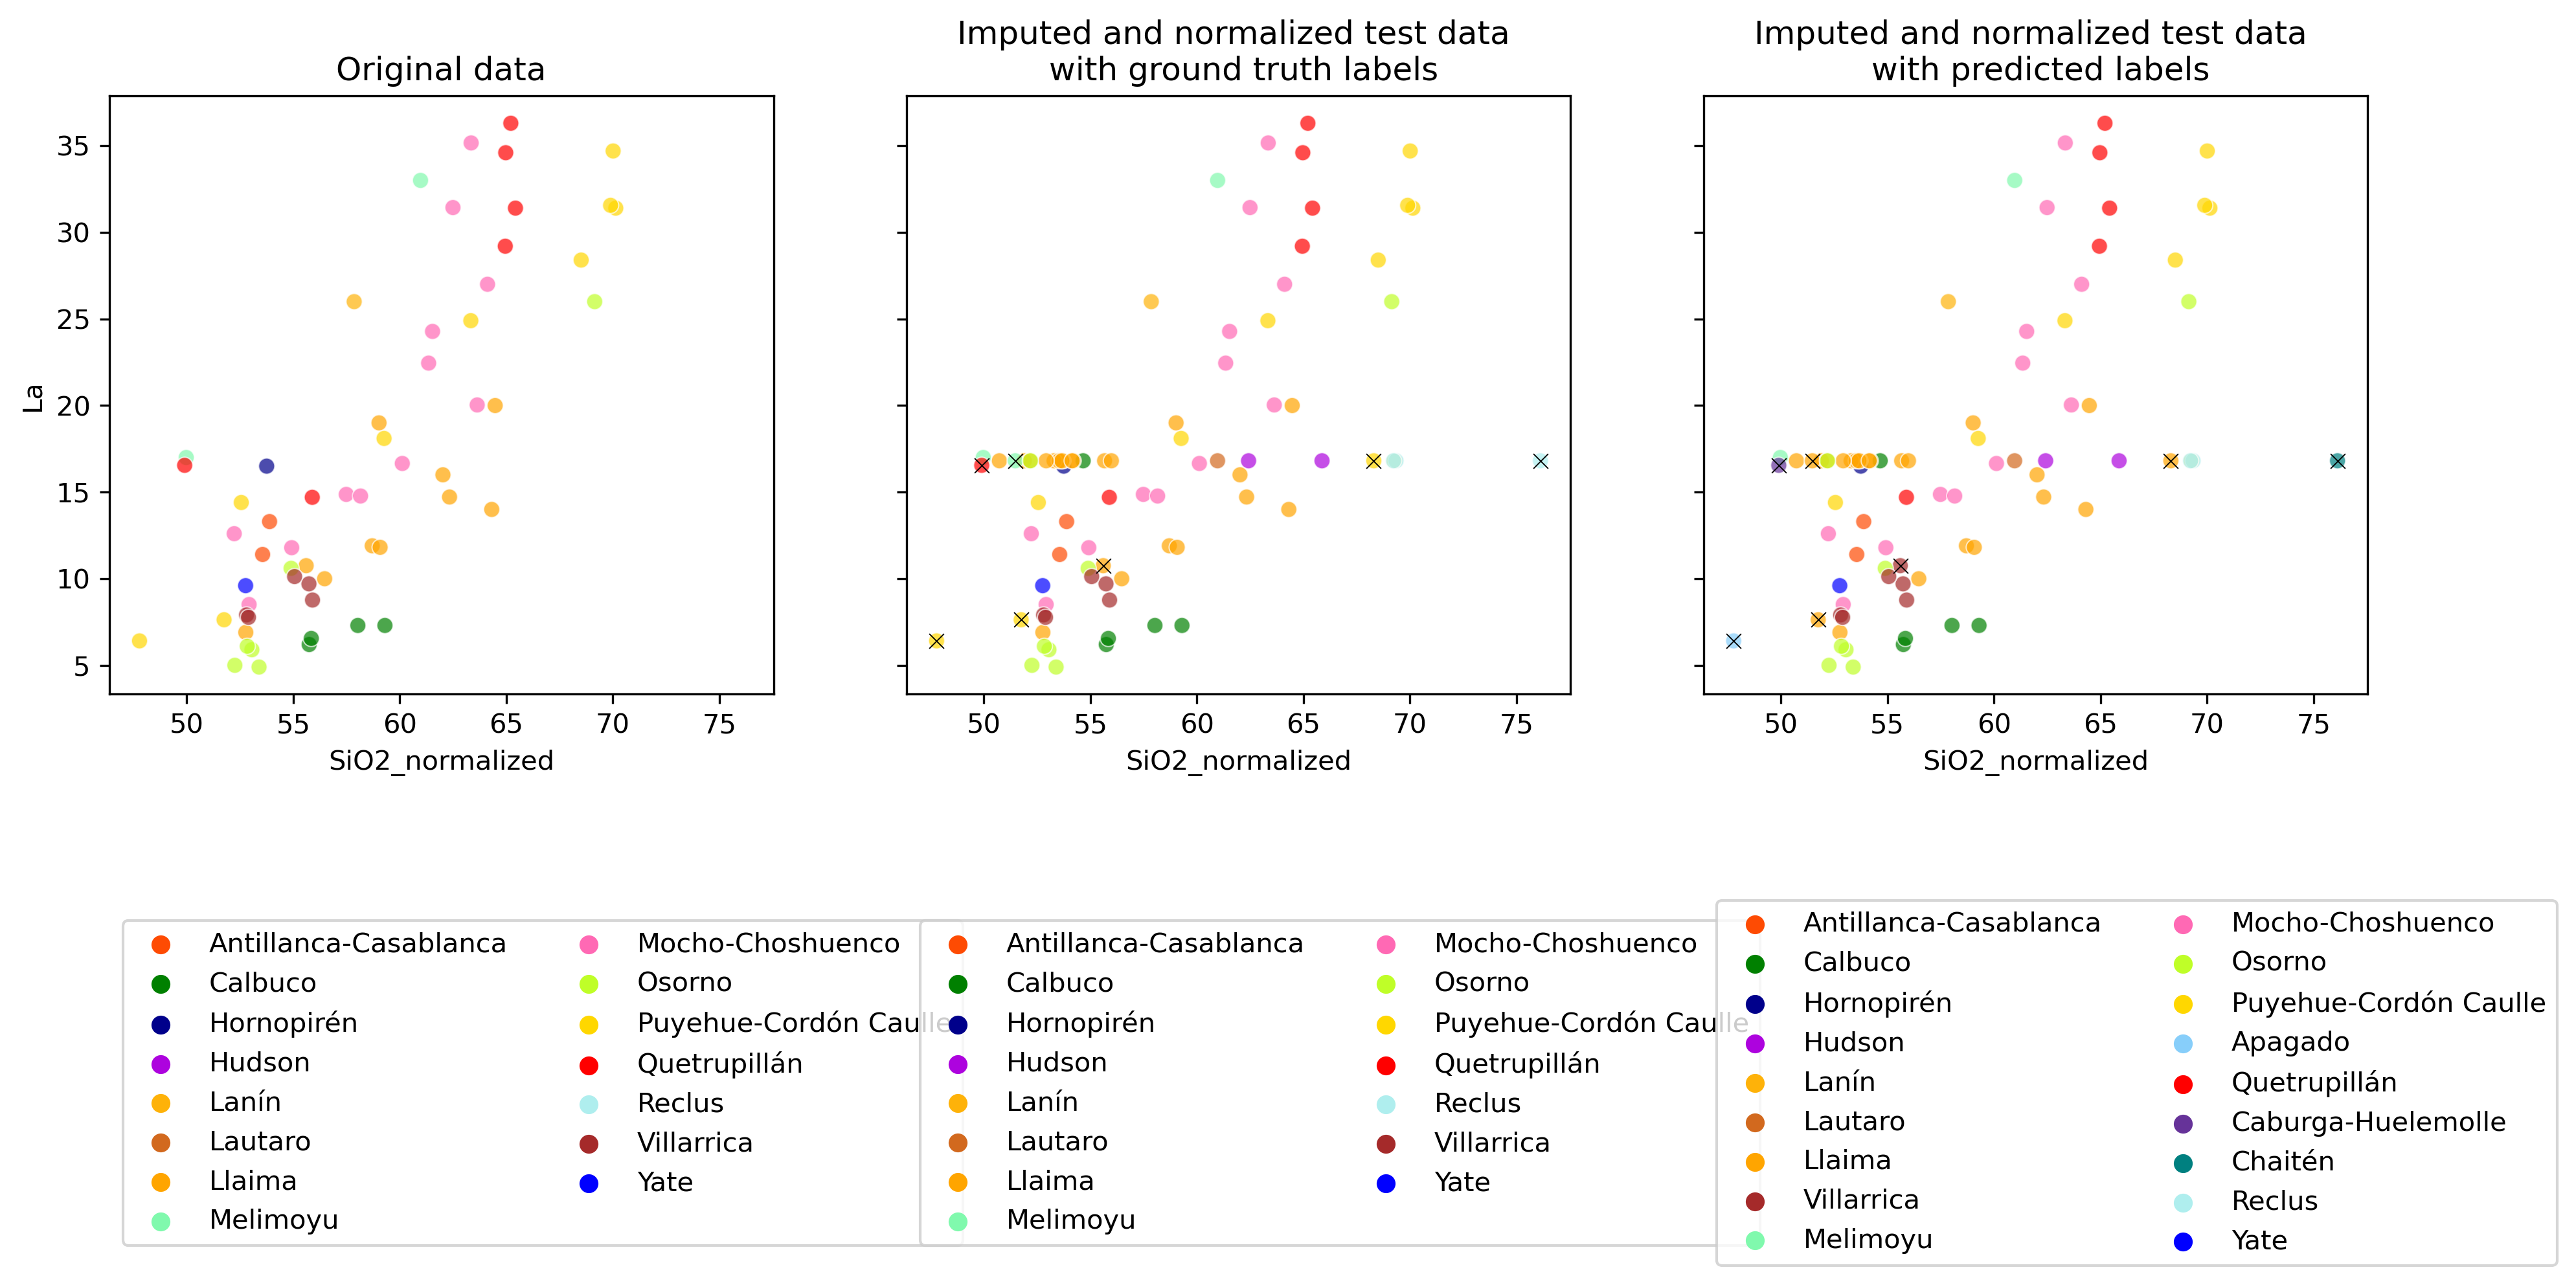 Original data
Imputed and normalized test data
with ground truth labels
Imputed and normalized test data
with predicted labels
La
35
30
25
20
15
10
5
50 55 60 65 70 75
SiO2_normalized
50 55 60 65 70 75
SiO2_normalized
50 55 60 65 70 75
SiO2_normalized
Antillanca-Casablanca
Calbuco
Hornopirén
Hudson
Lanín
Lautaro
Llaima
Melimoyu
Mocho-Choshuenco
Osorno
Puyehue-Cordón Caulle
Quetrupillán
Reclus
Villarrica
Yate
Antillanca-Casablanca
Calbuco
Hornopirén
Hudson
Lanín
Lautaro
Llaima
Melimoyu
Mocho-Choshuenco
Osorno
Puyehue-Cordón Caulle
Quetrupillán
Reclus
Villarrica
Yate
Antillanca-Casablanca
Calbuco
Hornopirén
Hudson
Lanín
Lautaro
Llaima
Villarrica
Melimoyu
Mocho-Choshuenco
Osorno
Puyehue-Cordón Caulle
Apagado
Quetrupillán
Caburga-Huelemolle
Chaitén
Reclus
Yate